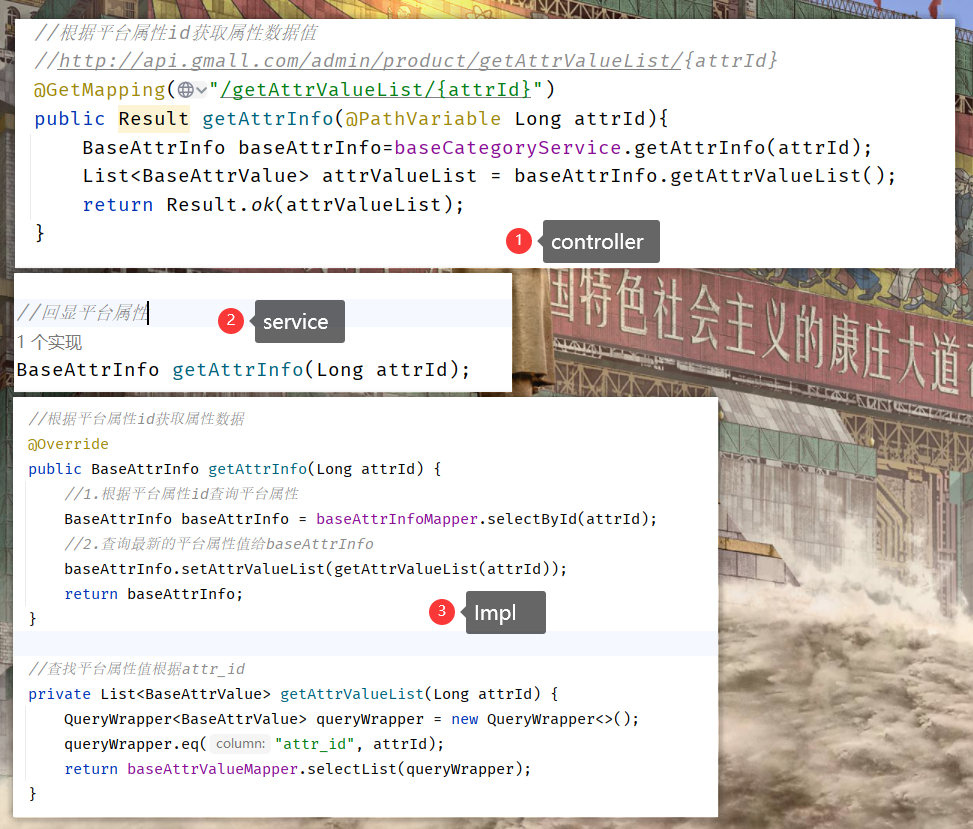 //根据平台属性id获取属性数据值
//http://api.gmall.com/admin/product/getAttrValueList/{attrId}
@GetMapping("/getAttrValueList/{attrId}")
public Result getAttrInfo(@PathVariable Long attrId){
BaseAttrInfo baseAttrInfo=baseCategoryService.getAttrInfo(attrId);
List<BaseAttrValue> attrValueList = baseAttrInfo.getAttrValueList();
return Result.ok(attrValueList);
}
1 controller
//回显平台属性
2 service
1 个实现
BaseAttrInfo getAttrInfo(Long attrId);
国特色社会主义的康庄大道
//根据平台属性id获取属性数据
@Override
public BaseAttrInfo getAttrInfo(Long attrId) {
//1.根据平台属性id查询平台属性
BaseAttrInfo baseAttrInfo = baseAttrInfoMapper.selectById(attrId);
//2.查询最新的平台属性值给baseAttrInfo
baseAttrInfo.setAttrValueList(getAttrValueList(attrId));
return baseAttrInfo;
}
3 Impl
//查找平台属性值根据attr_id
private List<BaseAttrValue> getAttrValueList(Long attrId) {
QueryWrapper<BaseAttrValue> queryWrapper = new QueryWrapper<>();
queryWrapper.eq( column: "attr_id", attrId);
return baseAttrValueMapper.selectList(queryWrapper);
}